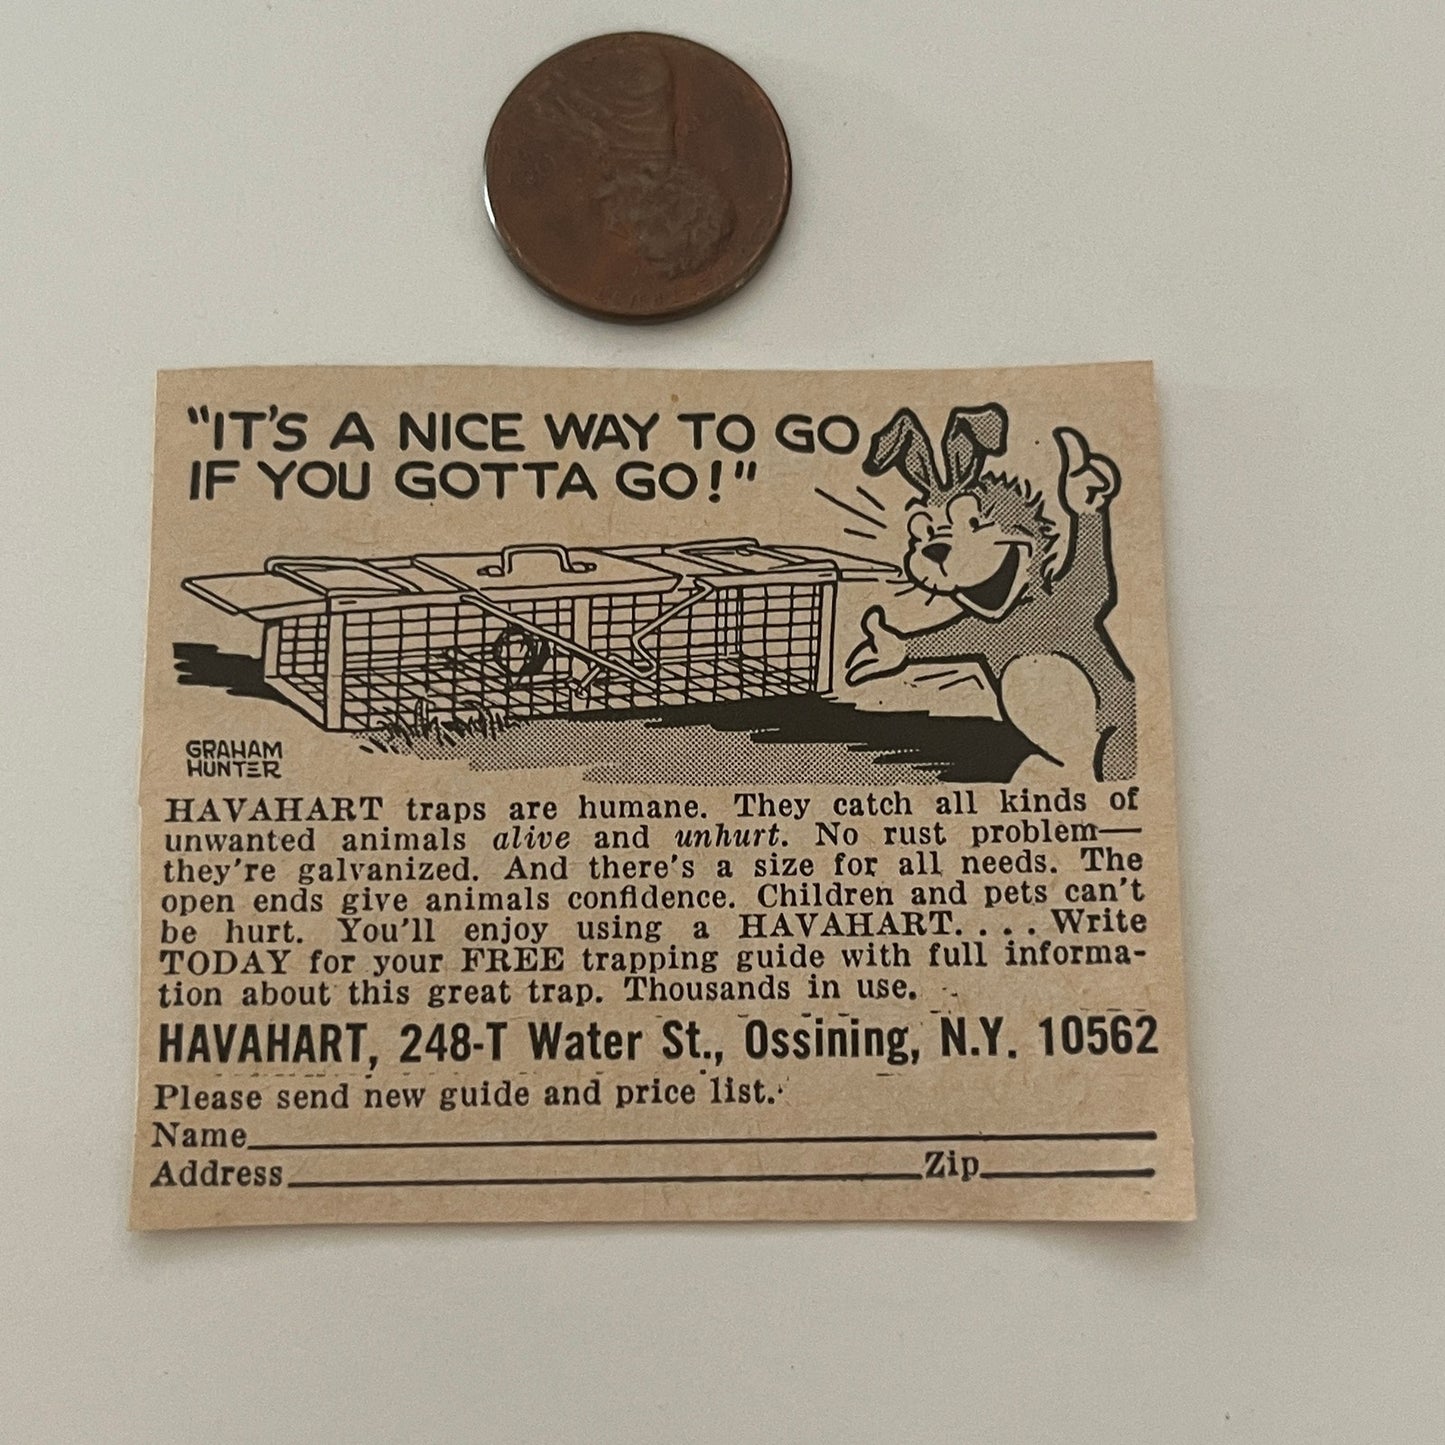 "IT'S A NICE WAY TO GO
IF YOU GOTTA GO!"
GRAHAM
HUNTER
HAVAHART traps are humane. They catch all kinds of
unwanted animals alive and unhurt. No rust problem—
they're galvanized. And there's a size for all needs. The
open ends give animals confidence. Children and pets can't
be hurt. You'll enjoy using a HAVAHART. . . . Write
TODAY for your FREE trapping guide with full informa-
tion about this great trap. Thousands in use.
HAVAHART, 248-T Water St., Ossining, N.Y. 10562
Please send new guide and price list.
Name
Address Zip